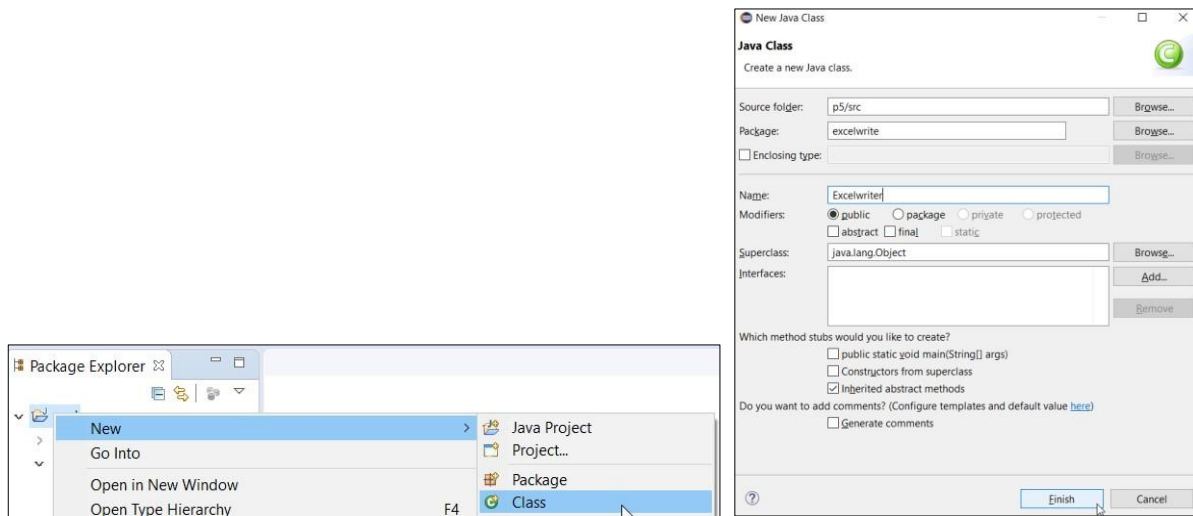 Package Explorer
New
Go Into
Open in New Window
Open Type Hierarchy F4
Java Project
Project...
Package
Class
New Java Class
Java Class
Create a new Java class.
Source folder: p5/src Browse...
Package: excelwrite Browse...
Enclosing type: Browse...
Name: Excelwriter
Modifiers: public package private protected
abstract final static
Superclass: java.lang.Object Browse...
Interfaces: Add...
Remove
Which method stubs would you like to create?
public static void main(String[] args)
Constructors from superclass
Inherited abstract methods
Do you want to add comments? (Configure templates and default value here)
Generate comments
Finish Cancel